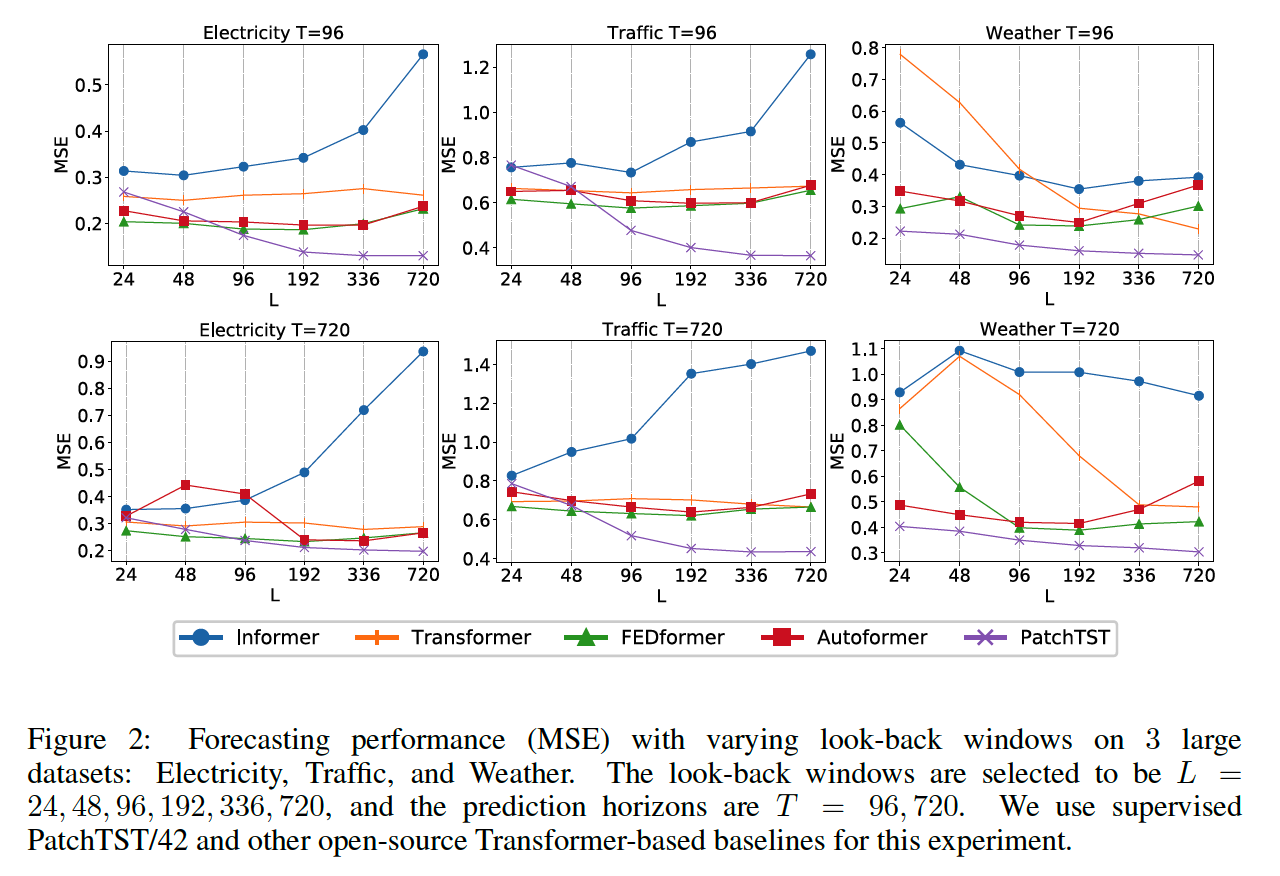 Electricity T=96
MSE
0.5
0.4
0.3
0.2
24 48 96 192 336 720
L
Traffic T=96
MSE
1.2
1.0
0.8
0.6
0.4
24 48 96 192 336 720
L
Weather T=96
MSE
0.8
0.7
0.6
0.5
0.4
0.3
0.2
24 48 96 192 336 720
L
Electricity T=720
MSE
0.9
0.8
0.7
0.6
0.5
0.4
0.3
0.2
24 48 96 192 336 720
L
Traffic T=720
MSE
1.4
1.2
1.0
0.8
0.6
0.4
24 48 96 192 336 720
L
Weather T=720
MSE
1.1
1.0
0.9
0.8
0.7
0.6
0.5
0.4
0.3
24 48 96 192 336 720
L
Informer Transformer FEDformer Autoformer PatchTST
Figure 2: Forecasting performance (MSE) with varying look-back windows on 3 large
datasets: Electricity, Traffic, and Weather. The look-back windows are selected to be L =
24, 48, 96, 192, 336, 720, and the prediction horizons are T = 96, 720. We use supervised
PatchTST/42 and other open-source Transformer-based baselines for this experiment.